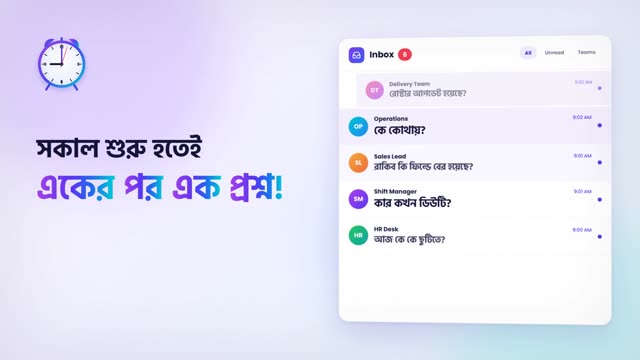 সকাল শুরু হতেই
একের পর এক প্রশ্ন!
Inbox 6
All Unread Teams
DT Delivery Team 9:02 AM
রোস্টার আপডেট হয়েছে?
OP Operations 9:02 AM
কে কোথায়?
SL Sales Lead 9:01 AM
রাকিব কি ফিল্ডে বের হয়েছে?
SM Shift Manager 9:01 AM
কার কখন ডিউটি?
HR HR Desk 9:00 AM
আজ কে কে ছুটিতে?